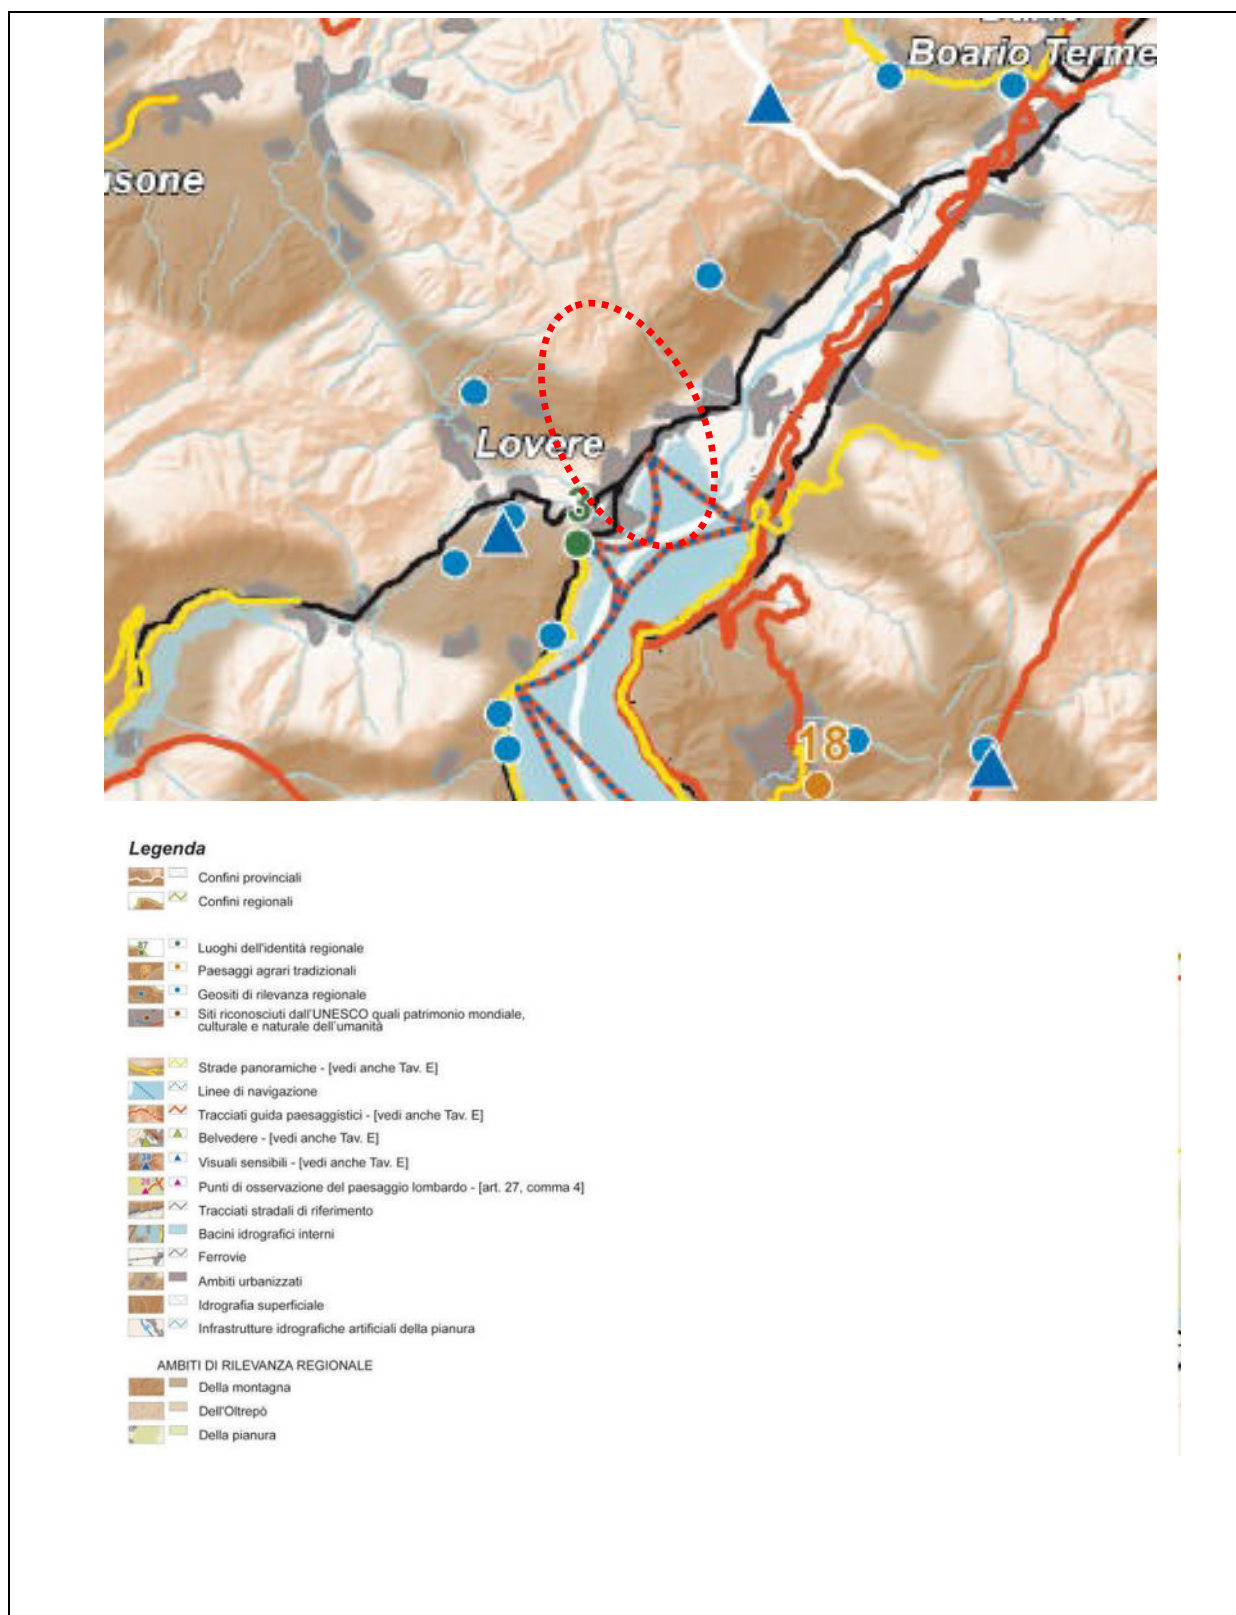 Boario Terme
Lovere
3
18
Legenda
Confini provinciali
Confini regionali
Luoghi dell'identità regionale
Paesaggi agrari tradizionali
Geositi di rilevanza regionale
Siti riconosciuti dall'UNESCO quali patrimonio mondiale,
culturale e naturale dell'umanità
Strade panoramiche - [vedi anche Tav. E]
Linee di navigazione
Tracciati guida paesaggistici - [vedi anche Tav. E]
Belvedere - [vedi anche Tav. E]
Visuali sensibili - [vedi anche Tav. E]
Punti di osservazione del paesaggio lombardo - [art. 27, comma 4]
Tracciati stradali di riferimento
Bacini idrografici interni
Ferrovie
Ambiti urbanizzati
Idrografia superficiale
Infrastrutture idrografiche artificiali della pianura
AMBITI DI RILEVANZA REGIONALE
Della montagna
Dell'Oltrepò
Della pianura